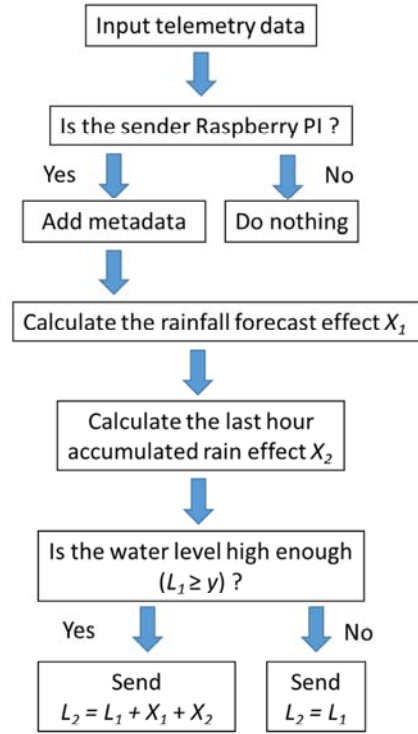 Input telemetry data
Is the sender Raspberry PI ?
Yes
No
Add metadata
Do nothing
Calculate the rainfall forecast effect X₁
Calculate the last hour
accumulated rain effect X₂
Is the water level high enough
(L₁ ≥ y) ?
Yes
No
Send
L₂ = L₁ + X₁ + X₂
Send
L₂ = L₁